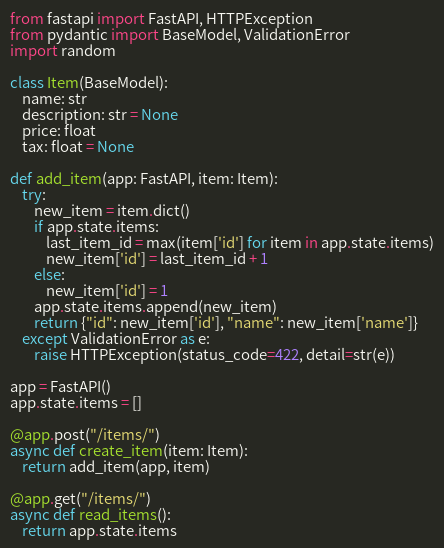 from fastapi import FastAPI, HTTPException
from pydantic import BaseModel, ValidationError
import random

class Item(BaseModel):
    name: str
    description: str = None
    price: float
    tax: float = None

def add_item(app: FastAPI, item: Item):
    try:
        new_item = item.dict()
        if app.state.items:
            last_item_id = max(item['id'] for item in app.state.items)
            new_item['id'] = last_item_id + 1
        else:
            new_item['id'] = 1
        app.state.items.append(new_item)
        return {"id": new_item['id'], "name": new_item['name']}
    except ValidationError as e:
        raise HTTPException(status_code=422, detail=str(e))

app = FastAPI()
app.state.items = []

@app.post("/items/")
async def create_item(item: Item):
    return add_item(app, item)

@app.get("/items/")
async def read_items():
    return app.state.items